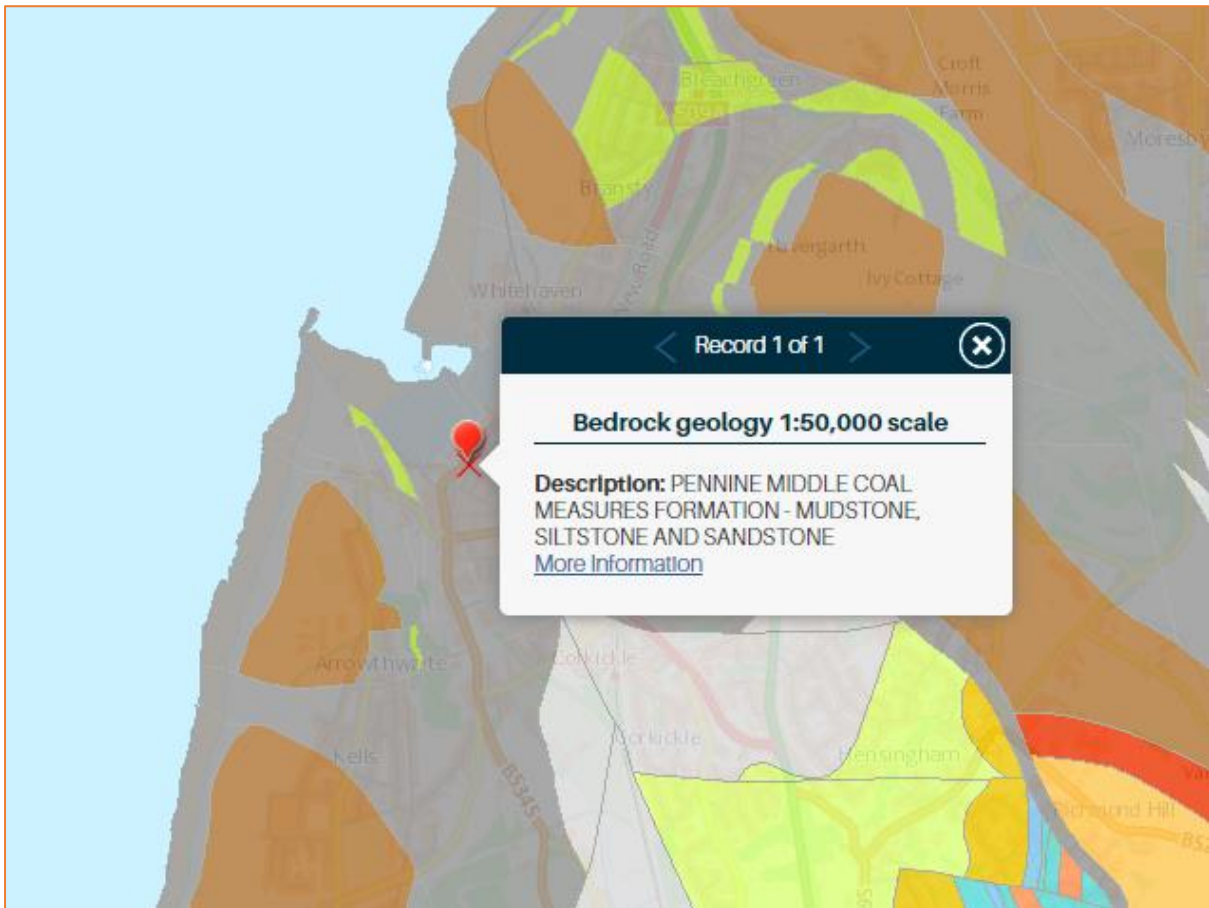 Croft
Morris
Farm
Bleachgreen
Moresby
Bransty
Havergarth
Ivy Cottage
Whitehaven
Record 1 of 1
Bedrock geology 1:50,000 scale
Description: PENNINE MIDDLE COAL
MEASURES FORMATION - MUDSTONE,
SILTSTONE AND SANDSTONE
More Information
Arrowthwaite
Corkickle
Corkickle
Kells
Hensingham
B5345
Richmond Hill